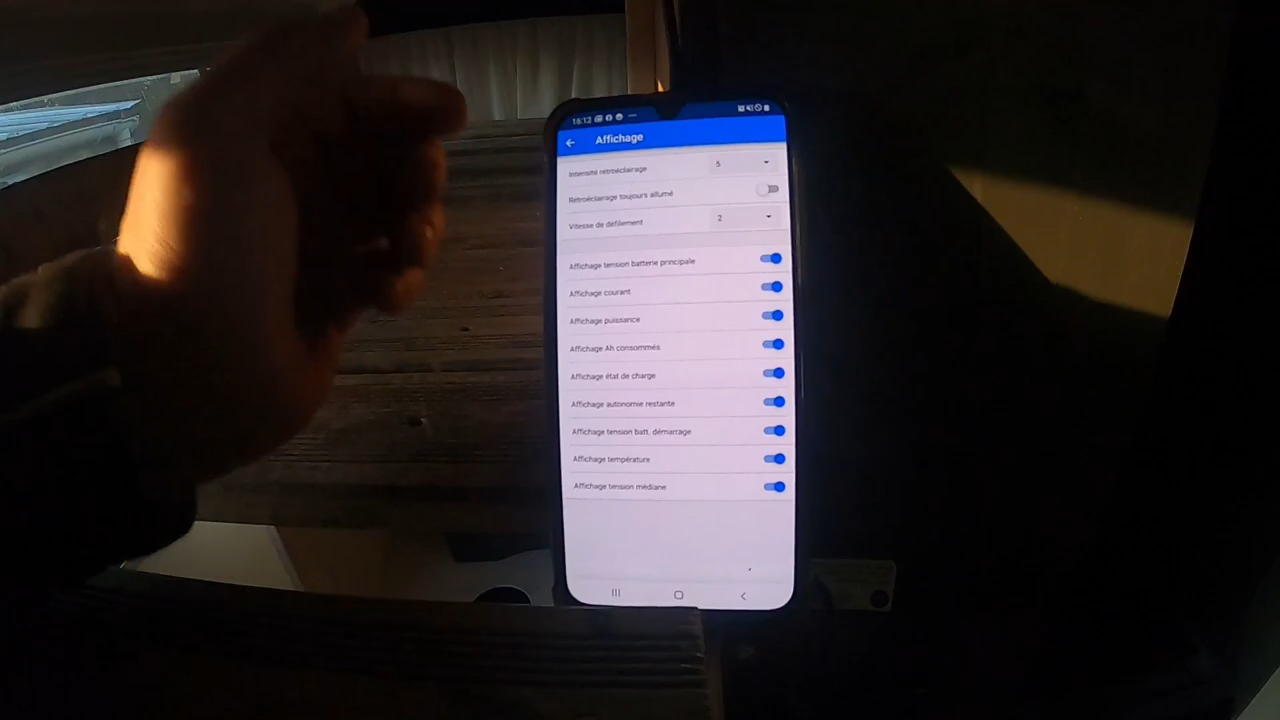 16:12
Affichage
Intensité rétroéclairage 5
Rétroéclairage toujours allumé
Vitesse de défilement 2
Affichage tension batterie principale
Affichage courant
Affichage puissance
Affichage Ah consommés
Affichage état de charge
Affichage autonomie restante
Affichage tension batt. démarrage
Affichage température
Affichage tension médiane